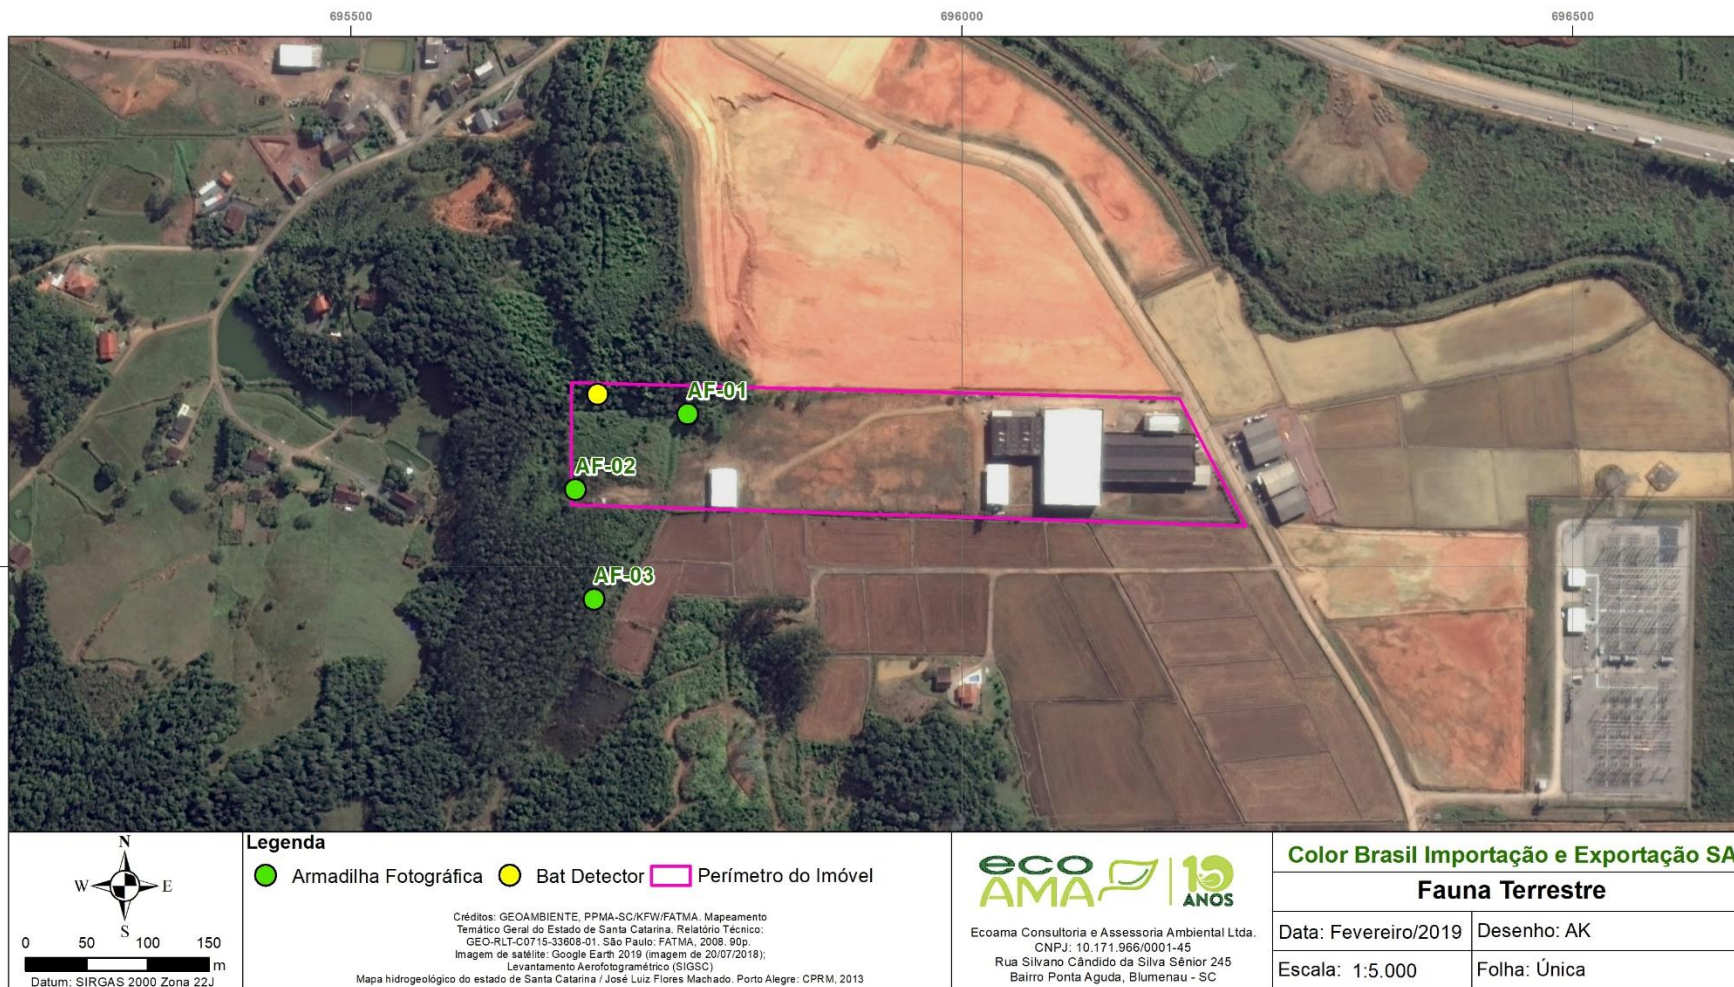 695500
696000
696500
AF-01
AF-02
AF-03
N
W
E
S
0 50 100 150
m
Datum: SIRGAS 2000 Zona 22J
Legenda
Armadilha Fotográfica
Bat Detector
Perímetro do Imóvel
Créditos: GEOAMBIENTE, PPMA-SC/KFW/FATMA. Mapeamento
Temático Geral do Estado de Santa Catarina. Relatório Técnico:
GEO-RLT-C0715-33608-01. São Paulo: FATMA, 2008. 90p.
Imagem de satélite: Google Earth 2019 (imagem de 20/07/2018);
Levantamento Aerofotogramétrico (SIGSC)
Mapa hidrogeológico do estado de Santa Catarina / José Luiz Flores Machado. Porto Alegre: CPRM, 2013
eco
AMA
10
ANOS
Ecoama Consultoria e Assessoria Ambiental Ltda.
CNPJ: 10.171.966/0001-45
Rua Silvano Cândido da Silva Sênior 245
Bairro Ponta Aguda, Blumenau - SC
Color Brasil Importação e Exportação SA
Fauna Terrestre
Data: Fevereiro/2019
Desenho: AK
Escala: 1:5.000
Folha: Única